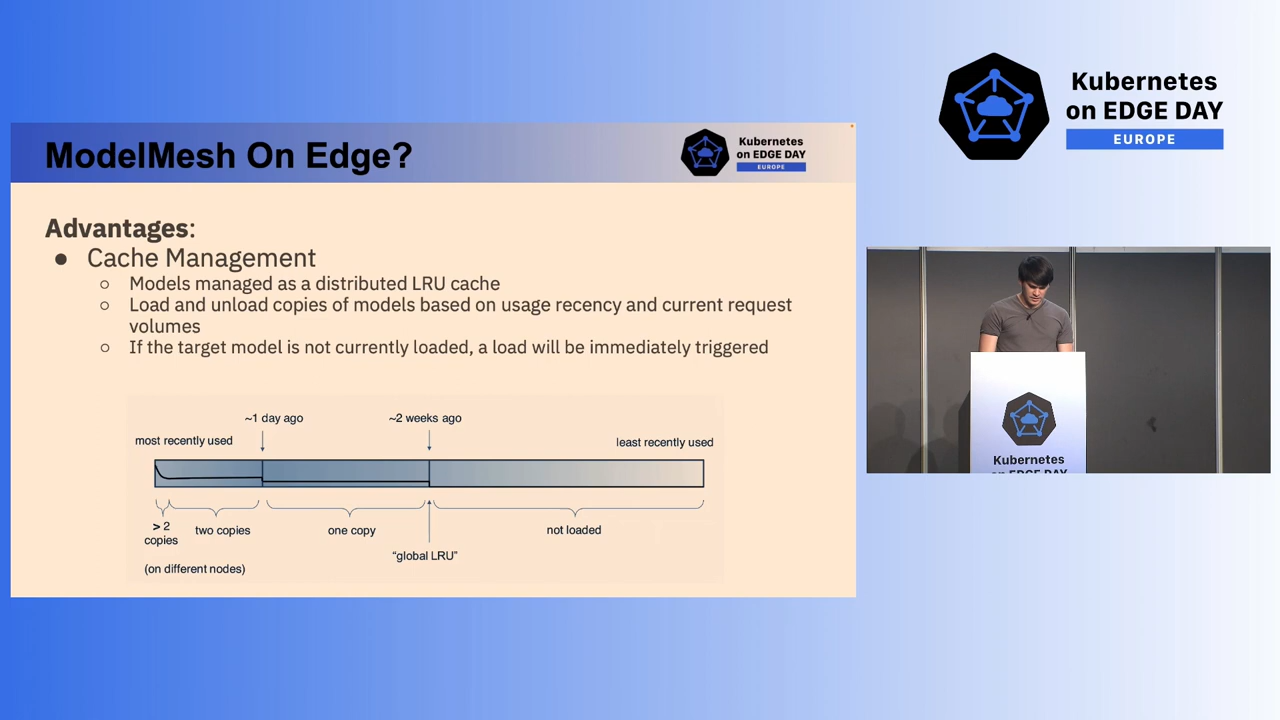 Kubernetes
on EDGE DAY
EUROPE
ModelMesh On Edge?
Kubernetes
on EDGE DAY
EUROPE
Advantages:
● Cache Management
○ Models managed as a distributed LRU cache
○ Load and unload copies of models based on usage recency and current request
volumes
○ If the target model is not currently loaded, a load will be immediately triggered
~1 day ago
~2 weeks ago
most recently used
least recently used
> 2
copies
two copies
one copy
not loaded
"global LRU"
(on different nodes)
Kubernetes
on EDGE DAY